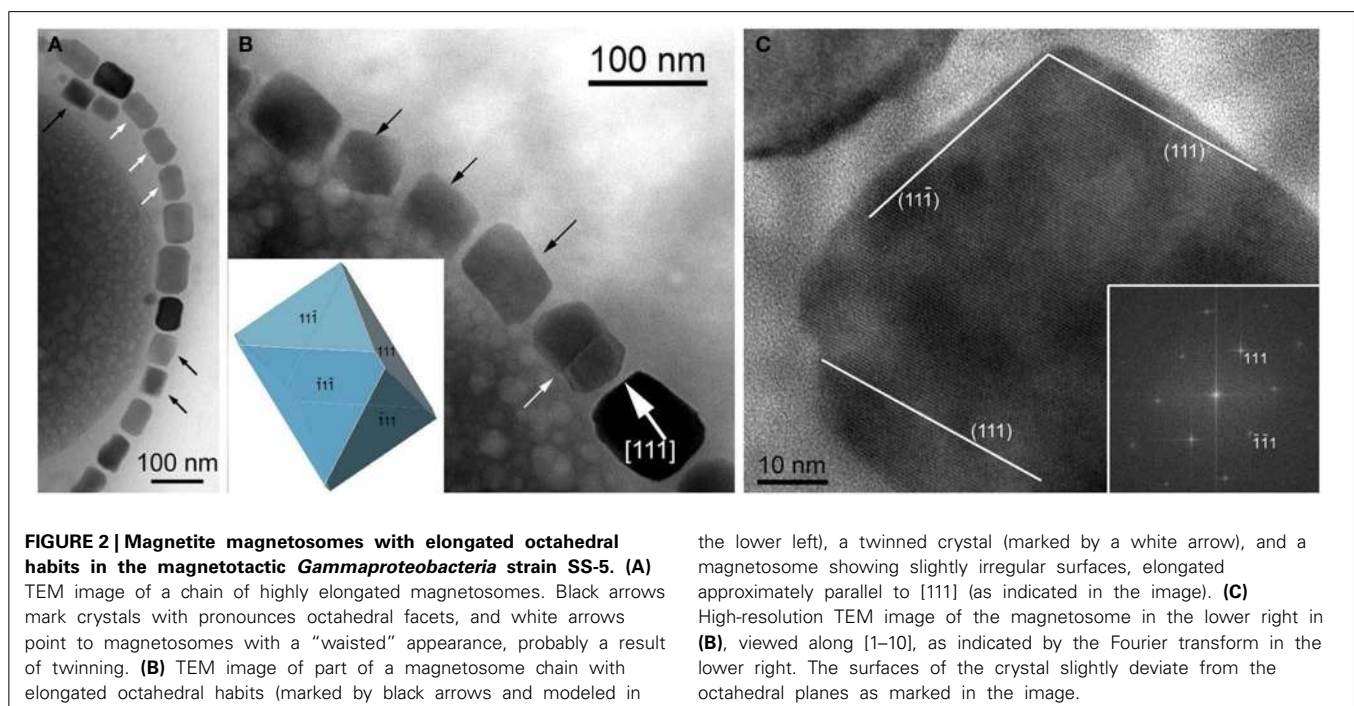 A
B
C
100 nm
100 nm
10 nm
[111]
(111̄)
(111)
(111)
111̄
111
1̄11̄
1̄11
111
1̄1̄1
FIGURE 2 | Magnetite magnetosomes with elongated octahedral
habits in the magnetotactic Gammaproteobacteria strain SS-5. (A)
TEM image of a chain of highly elongated magnetosomes. Black arrows
mark crystals with pronounces octahedral facets, and white arrows
point to magnetosomes with a “waisted” appearance, probably a result
of twinning. (B) TEM image of part of a magnetosome chain with
elongated octahedral habits (marked by black arrows and modeled in
the lower left), a twinned crystal (marked by a white arrow), and a
magnetosome showing slightly irregular surfaces, elongated
approximately parallel to [111] (as indicated in the image). (C)
High-resolution TEM image of the magnetosome in the lower right in
(B), viewed along [1–10], as indicated by the Fourier transform in the
lower right. The surfaces of the crystal slightly deviate from the
octahedral planes as marked in the image.